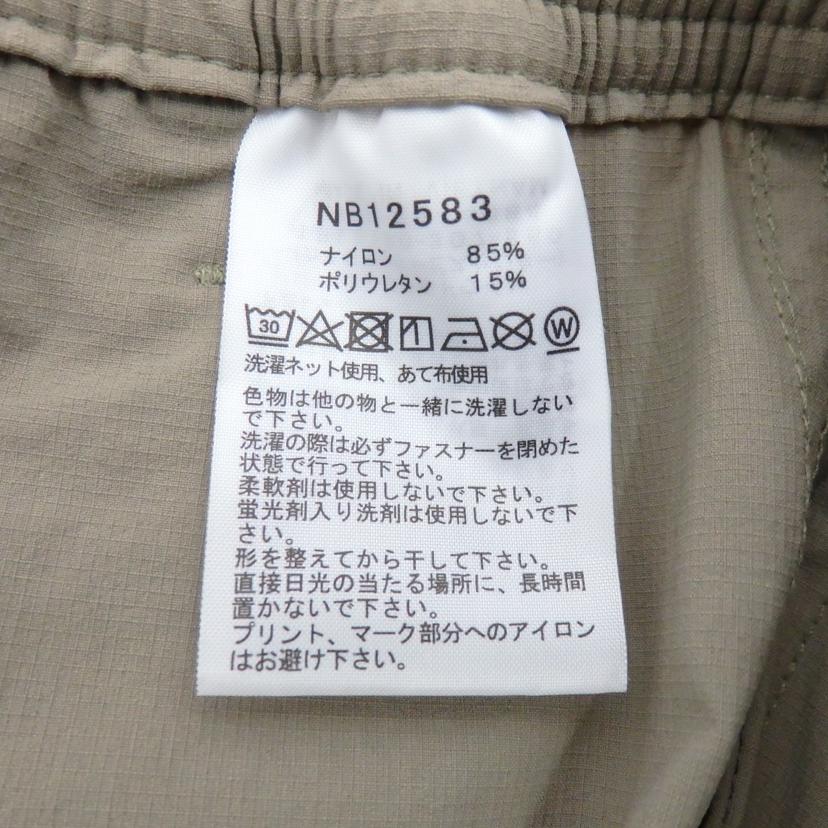 NB12583
ナイロン 85%
ポリウレタン 15%
30 W
洗濯ネット使用、あて布使用
色物は他の物と一緒に洗濯しない
で下さい。
洗濯の際は必ずファスナーを閉めた
状態で行って下さい。
柔軟剤は使用しないで下さい。
蛍光剤入り洗剤は使用しないで下
さい。
形を整えてから干して下さい。
直接日光の当たる場所に、長時間
置かないで下さい。
プリント、マーク部分へのアイロン
はお避け下さい。